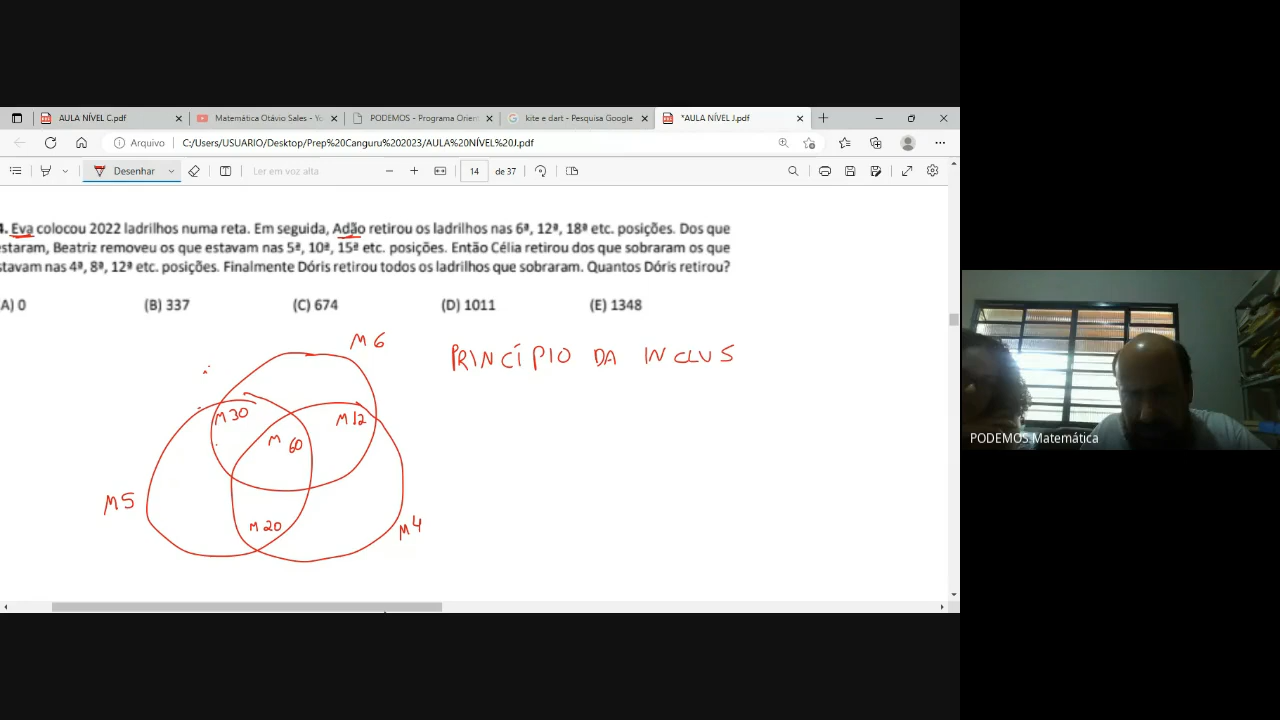 AULA NÍVEL C.pdf
Matemática Otávio Sales - Yo
PODEMOS - Programa Orien
kite e dart - Pesquisa Google
*AULA NÍVEL J.pdf
Arquivo
C:/Users/USUARIO/Desktop/Prep%20Canguru%202023/AULA%20NÍVEL%20J.pdf
Desenhar
Ler em voz alta
14
de 37
4. Eva colocou 2022 ladrilhos numa reta. Em seguida, Adão retirou os ladrilhos nas 6ª, 12ª, 18ª etc. posições. Dos que
estaram, Beatriz removeu os que estavam nas 5ª, 10ª, 15ª etc. posições. Então Célia retirou dos que sobraram os que
stavam nas 4ª, 8ª, 12ª etc. posições. Finalmente Dóris retirou todos os ladrilhos que sobraram. Quantos Dóris retirou?
A) 0
(B) 337
(C) 674
(D) 1011
(E) 1348
M 6
PRINCÍPIO DA INCLUS
M 30
M 12
M 60
M 5
M 20
M 4
PODEMOS Matemática